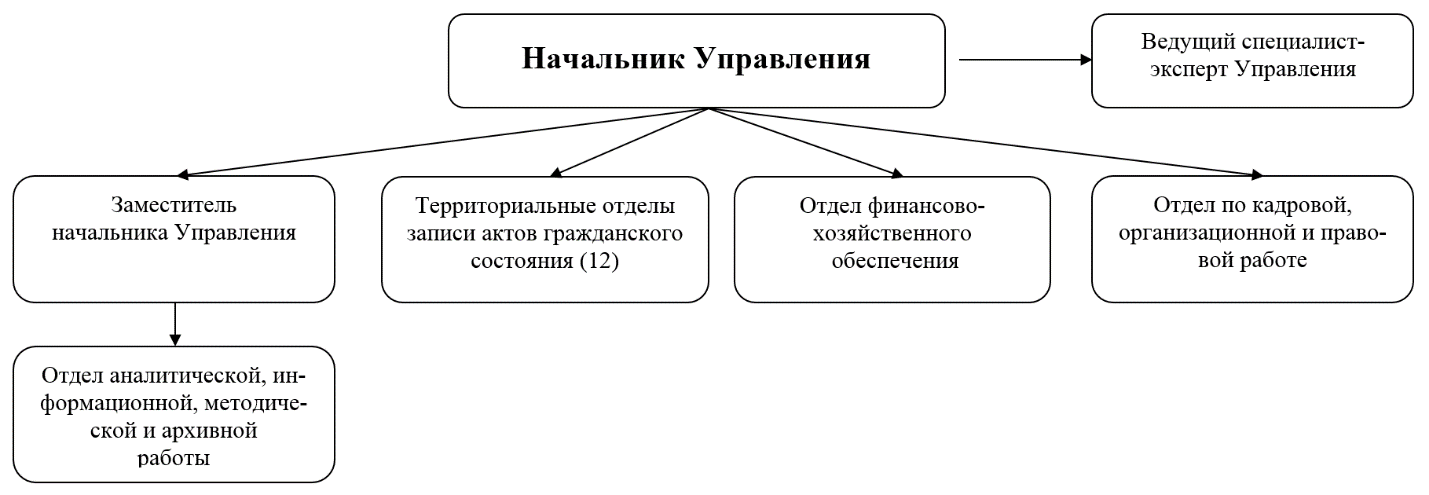 Начальник Управления
Ведущий специалист-
эксперт Управления
Заместитель
начальника Управления
Территориальные отделы
записи актов гражданского
состояния (12)
Отдел финансово-
хозяйственного
обеспечения
Отдел по кадровой,
организационной и право-
вой работе
Отдел аналитической, ин-
формационной, методиче-
ской и архивной
работы